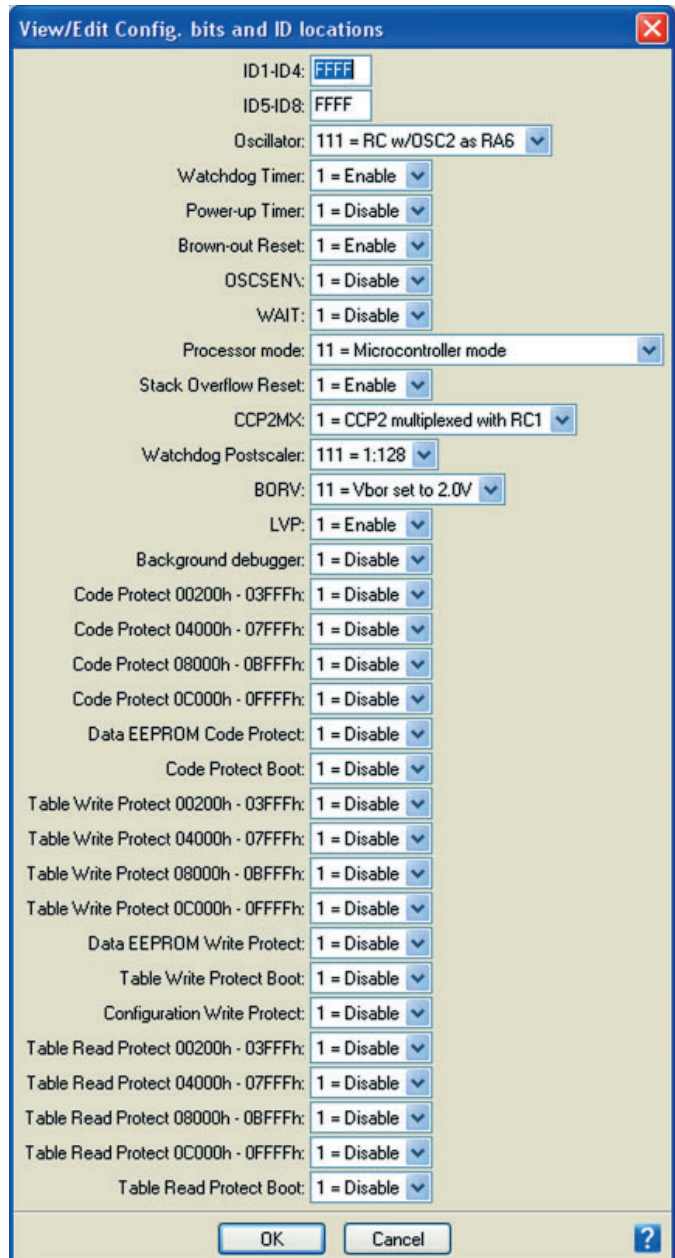 View/Edit Config. bits and ID locations
ID1-ID4: FFFF
ID5-ID8: FFFF
Oscillator: 111 = RC w/OSC2 as RA6
Watchdog Timer: 1 = Enable
Power-up Timer: 1 = Disable
Brown-out Reset: 1 = Enable
OSCSEN\: 1 = Disable
WAIT: 1 = Disable
Processor mode: 11 = Microcontroller mode
Stack Overflow Reset: 1 = Enable
CCP2MX: 1 = CCP2 multiplexed with RC1
Watchdog Postscaler: 111 = 1:128
BORV: 11 = Vbor set to 2.0V
LVP: 1 = Enable
Background debugger: 1 = Disable
Code Protect 00200h - 03FFFh: 1 = Disable
Code Protect 04000h - 07FFFh: 1 = Disable
Code Protect 08000h - 0BFFFh: 1 = Disable
Code Protect 0C000h - 0FFFFh: 1 = Disable
Data EEPROM Code Protect: 1 = Disable
Code Protect Boot: 1 = Disable
Table Write Protect 00200h - 03FFFh: 1 = Disable
Table Write Protect 04000h - 07FFFh: 1 = Disable
Table Write Protect 08000h - 0BFFFh: 1 = Disable
Table Write Protect 0C000h - 0FFFFh: 1 = Disable
Data EEPROM Write Protect: 1 = Disable
Table Write Protect Boot: 1 = Disable
Configuration Write Protect: 1 = Disable
Table Read Protect 00200h - 03FFFh: 1 = Disable
Table Read Protect 04000h - 07FFFh: 1 = Disable
Table Read Protect 08000h - 0BFFFh: 1 = Disable
Table Read Protect 0C000h - 0FFFFh: 1 = Disable
Table Read Protect Boot: 1 = Disable
OK Cancel ?